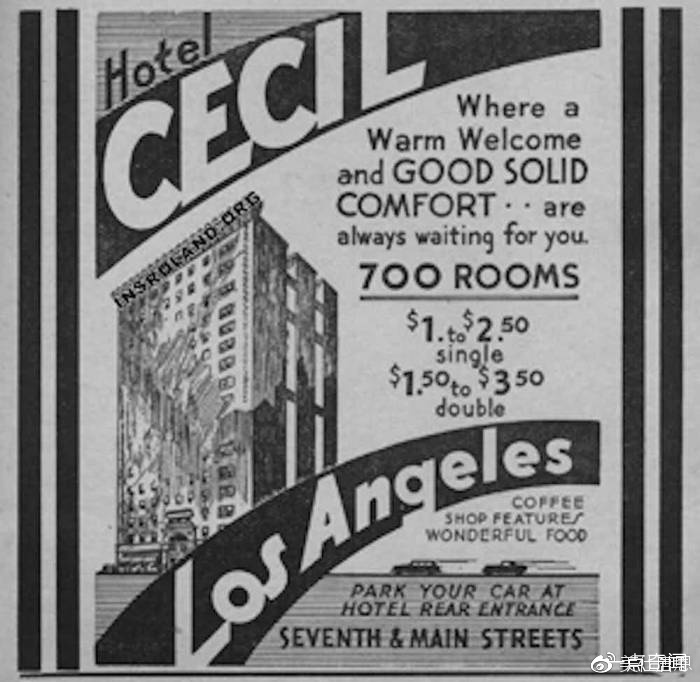 Hotel
CECIL
Where a
Warm Welcome
and GOOD SOLID
COMFORT ·· are
always waiting for you.
INSROLAND.ORG
700 ROOMS
$1. to $2.50
single
$1.50 to $3.50
double
Los Angeles
COFFEE
SHOP FEATURES
WONDERFUL FOOD
PARK YOUR CAR AT
HOTEL REAR ENTRANCE
SEVENTH & MAIN STREETS